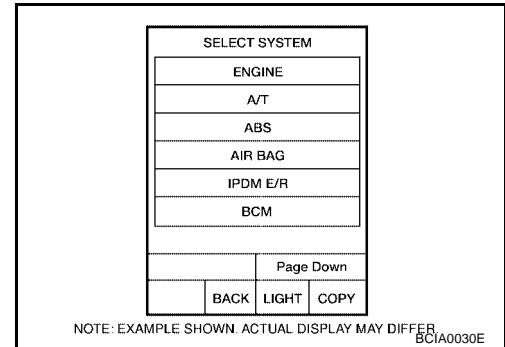 SELECT SYSTEM
ENGINE
A/T
ABS
AIR BAG
IPDM E/R
BCM
Page Down
BACK LIGHT COPY
NOTE: EXAMPLE SHOWN. ACTUAL DISPLAY MAY DIFFER.
BCIA0030E